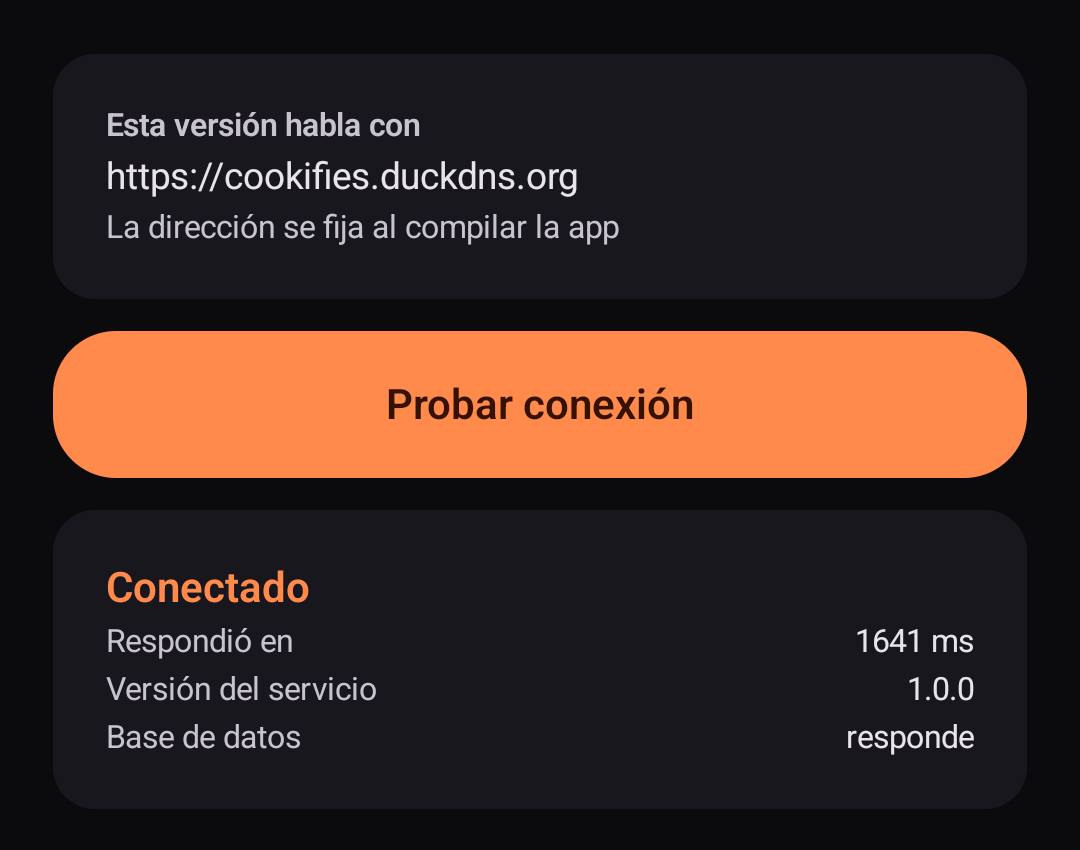 Esta versión habla con
https://cookifies.duckdns.org
La dirección se fija al compilar la app
Probar conexión
Conectado
Respondió en 1641 ms
Versión del servicio 1.0.0
Base de datos responde